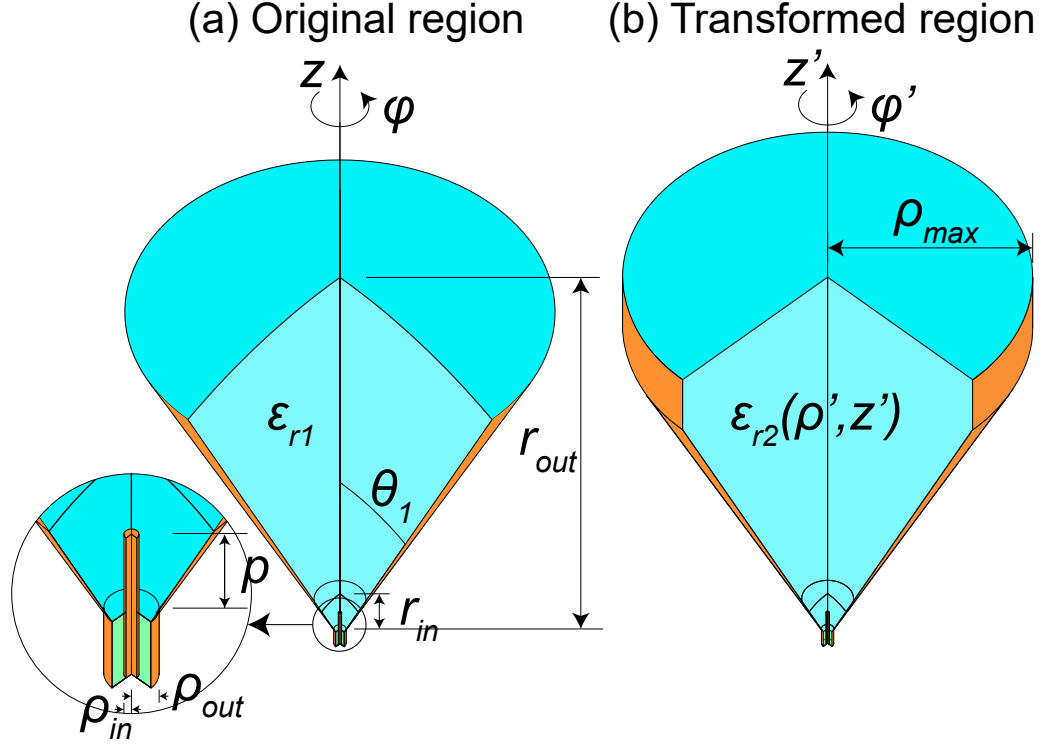 (a) Original region
(b) Transformed region
z
φ
z’
φ’
ρmax
εr1
εr2(ρ’,z’)
rout
θ1
p
rin
ρin
ρout